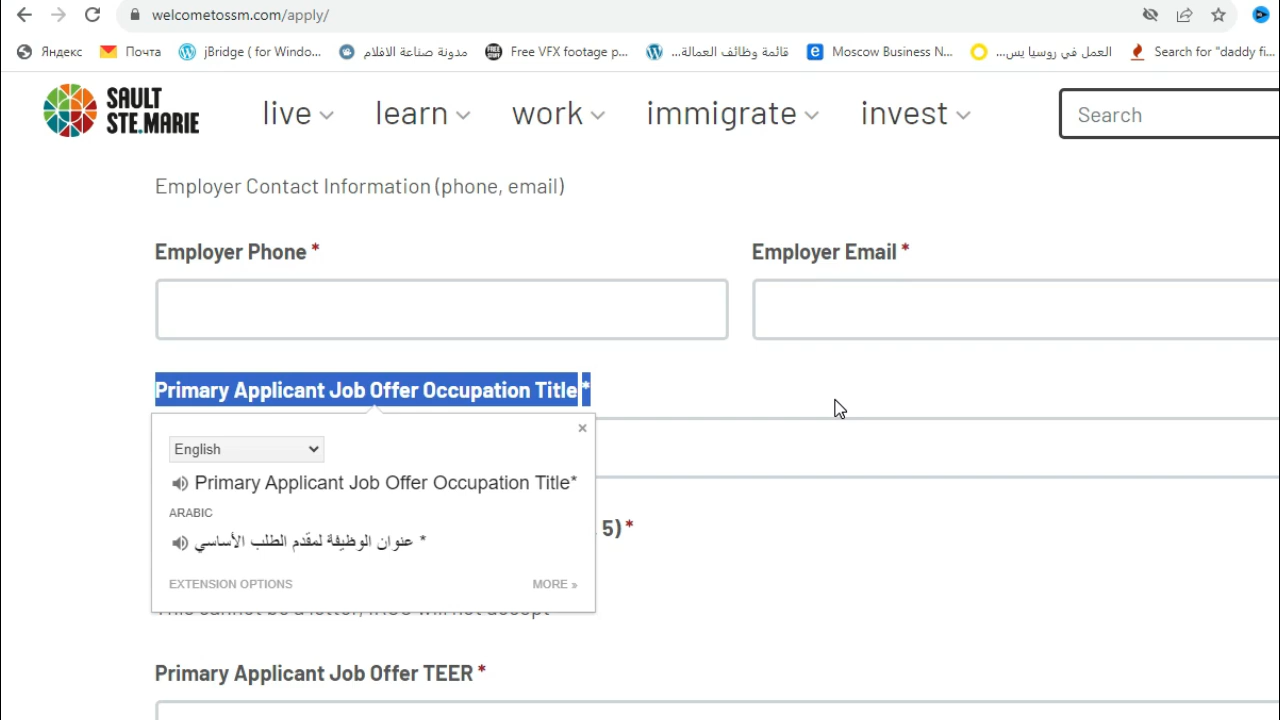 welcometossm.com/apply/
Яндекс
Почта
jBridge ( for Windo...
مدونة صناعة الافلام
Free VFX footage p...
قائمة وظائف العمالة...
Moscow Business N...
العمل في روسيا يس...
Search for "daddy fi...
SAULT
STE.MARIE
live
learn
work
immigrate
invest
Search
Employer Contact Information (phone, email)
Employer Phone *
Employer Email *
Primary Applicant Job Offer Occupation Title *
English
Primary Applicant Job Offer Occupation Title*
ARABIC
عنوان الوظيفة لمقدم الطلب الأساسي *
5) *
EXTENSION OPTIONS
MORE »
Primary Applicant Job Offer TEER *